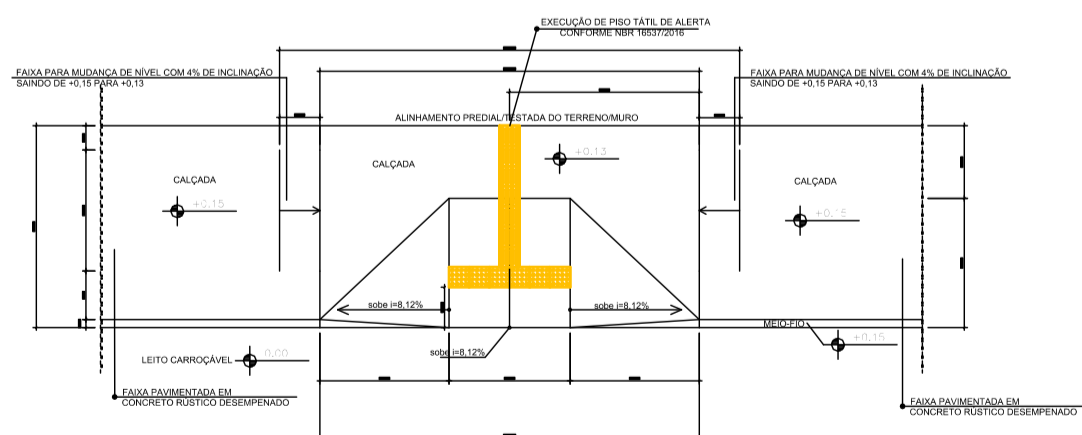 EXECUÇÃO DE PISO TÁTIL DE ALERTA
CONFORME NBR 16537/2016
FAIXA PARA MUDANÇA DE NÍVEL COM 4% DE INCLINAÇÃO
SAINDO DE +0,15 PARA +0,13
FAIXA PARA MUDANÇA DE NÍVEL COM 4% DE INCLINAÇÃO
SAINDO DE +0,15 PARA +0,13
ALINHAMENTO PREDIAL/TESTADA DO TERRENO/MURO
+0,13
CALÇADA
CALÇADA
CALÇADA
+0,15
+0,15
sobe i=8,12%
sobe i=8,12%
MEIO-FIO
+0,15
sobe i=8,12%
LEITO CARROÇÁVEL
0,00
FAIXA PAVIMENTADA EM
CONCRETO RÚSTICO DESEMPENADO
FAIXA PAVIMENTADA EM
CONCRETO RÚSTICO DESEMPENADO